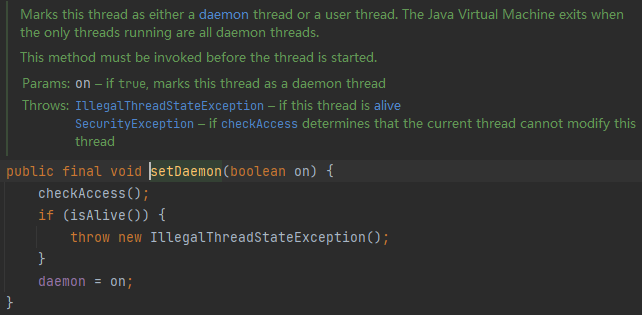 Marks this thread as either a daemon thread or a user thread. The Java Virtual Machine exits when
the only threads running are all daemon threads.
This method must be invoked before the thread is started.
Params: on – if true, marks this thread as a daemon thread
Throws: IllegalThreadStateException – if this thread is alive
SecurityException – if checkAccess determines that the current thread cannot modify this
thread
public final void setDaemon(boolean on) {
checkAccess();
if (isAlive()) {
throw new IllegalThreadStateException();
}
daemon = on;
}